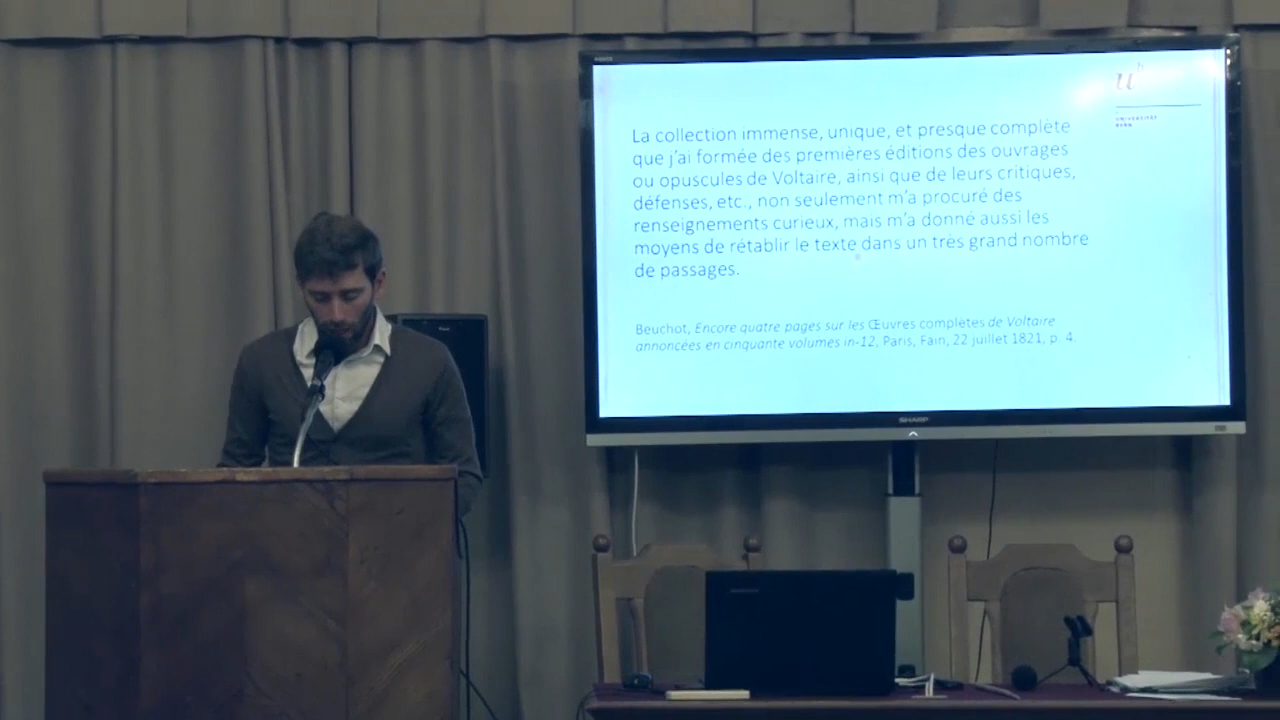 u
b
UNIVERSITÄT
BERN
La collection immense, unique, et presque complète
que j'ai formée des premières éditions des ouvrages
ou opuscules de Voltaire, ainsi que de leurs critiques,
défenses, etc., non seulement m'a procuré des
renseignements curieux, mais m'a donné aussi les
moyens de rétablir le texte dans un très grand nombre
de passages.
Beuchot, Encore quatre pages sur les Œuvres complètes de Voltaire
annoncées en cinquante volumes in-12, Paris, Fain, 22 juillet 1821, p. 4.
SHARP